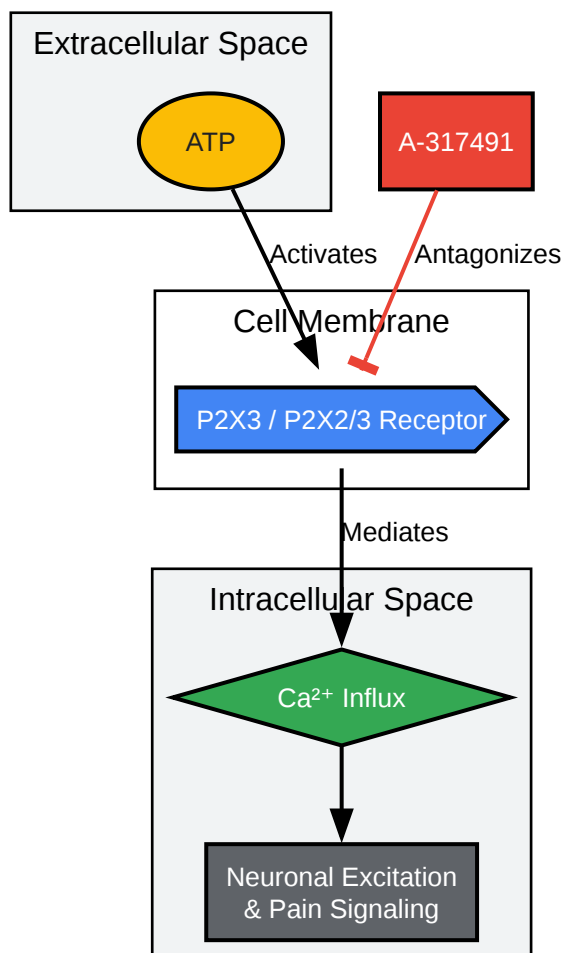 Extracellular Space
ATP
A-317491
Activates
Antagonizes
Cell Membrane
P2X3 / P2X2/3 Receptor
Mediates
Intracellular Space
Ca²⁺ Influx
Neuronal Excitation
& Pain Signaling